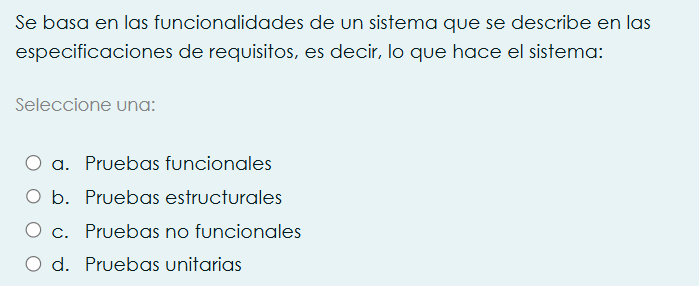 Se basa en las funcionalidades de un sistema que se describe en las
especificaciones de requisitos, es decir, lo que hace el sistema:
Seleccione una:
a. Pruebas funcionales
b. Pruebas estructurales
c. Pruebas no funcionales
d. Pruebas unitarias